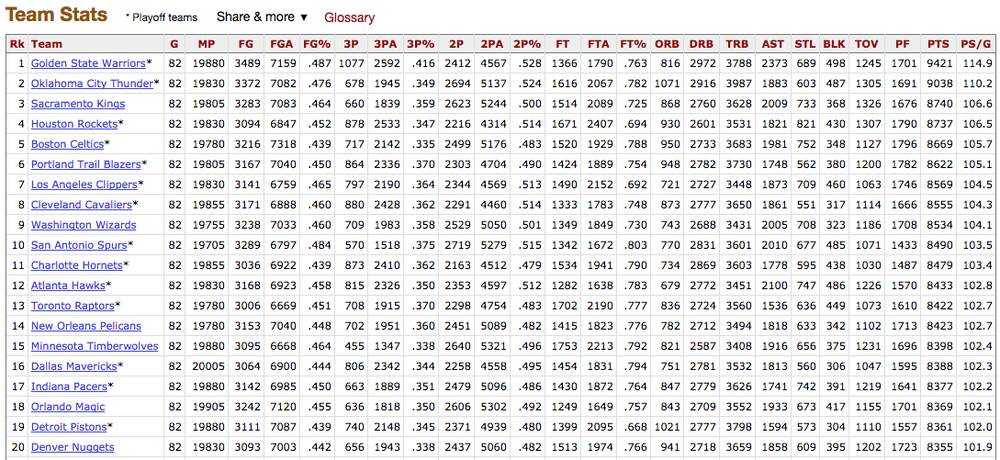 Team Stats * Playoff teams Share & more ▼ Glossary
Rk Team G MP FG FGA FG% 3P 3PA 3P% 2P 2PA 2P% FT FTA FT% ORB DRB TRB AST STL BLK TOV PF PTS PS/G
1 Golden State Warriors* 82 19880 3489 7159 .487 1077 2592 .416 2412 4567 .528 1366 1790 .763 816 2972 3788 2373 689 498 1245 1701 9421 114.9
2 Oklahoma City Thunder* 82 19830 3372 7082 .476 678 1945 .349 2694 5137 .524 1616 2067 .782 1071 2916 3987 1883 603 487 1305 1691 9038 110.2
3 Sacramento Kings 82 19805 3283 7083 .464 660 1839 .359 2623 5244 .500 1514 2089 .725 868 2760 3628 2009 733 368 1326 1676 8740 106.6
4 Houston Rockets* 82 19830 3094 6847 .452 878 2533 .347 2216 4314 .514 1671 2407 .694 930 2601 3531 1821 821 430 1307 1790 8737 106.5
5 Boston Celtics* 82 19780 3216 7318 .439 717 2142 .335 2499 5176 .483 1520 1929 .788 950 2733 3683 1981 752 348 1127 1796 8669 105.7
6 Portland Trail Blazers* 82 19805 3167 7040 .450 864 2336 .370 2303 4704 .490 1424 1889 .754 948 2782 3730 1748 562 380 1200 1782 8622 105.1
7 Los Angeles Clippers* 82 19830 3141 6759 .465 797 2190 .364 2344 4569 .513 1490 2152 .692 721 2727 3448 1873 709 460 1063 1746 8569 104.5
8 Cleveland Cavaliers* 82 19855 3171 6888 .460 880 2428 .362 2291 4460 .514 1333 1783 .748 873 2777 3650 1861 551 317 1114 1666 8555 104.3
9 Washington Wizards 82 19755 3238 7033 .460 709 1983 .358 2529 5050 .501 1349 1849 .730 743 2688 3431 2005 708 323 1186 1708 8534 104.1
10 San Antonio Spurs* 82 19705 3289 6797 .484 570 1518 .375 2719 5279 .515 1342 1672 .803 770 2831 3601 2010 677 485 1071 1433 8490 103.5
11 Charlotte Hornets* 82 19855 3036 6922 .439 873 2410 .362 2163 4512 .479 1534 1941 .790 734 2869 3603 1778 595 438 1030 1487 8479 103.4
12 Atlanta Hawks* 82 19830 3168 6923 .458 815 2326 .350 2353 4597 .512 1282 1638 .783 679 2772 3451 2100 747 486 1226 1570 8433 102.8
13 Toronto Raptors* 82 19780 3006 6669 .451 708 1915 .370 2298 4754 .483 1702 2190 .777 836 2724 3560 1536 636 449 1073 1610 8422 102.7
14 New Orleans Pelicans 82 19780 3153 7040 .448 702 1951 .360 2451 5089 .482 1415 1823 .776 782 2712 3494 1818 633 342 1102 1713 8423 102.7
15 Minnesota Timberwolves 82 19880 3095 6668 .464 455 1347 .338 2640 5321 .496 1753 2213 .792 821 2587 3408 1916 656 375 1231 1696 8398 102.4
16 Dallas Mavericks* 82 20005 3064 6900 .444 806 2342 .344 2258 4558 .495 1454 1831 .794 751 2781 3532 1813 560 306 1047 1595 8388 102.3
17 Indiana Pacers* 82 19880 3142 6985 .450 663 1889 .351 2479 5096 .486 1430 1872 .764 847 2779 3626 1741 742 391 1219 1641 8377 102.2
18 Orlando Magic 82 19905 3242 7120 .455 636 1818 .350 2606 5302 .492 1249 1649 .757 843 2709 3552 1933 673 417 1155 1701 8369 102.1
19 Detroit Pistons* 82 19880 3111 7087 .439 740 2148 .345 2371 4939 .480 1399 2095 .668 1021 2777 3798 1594 573 304 1110 1557 8361 102.0
20 Denver Nuggets 82 19830 3093 7003 .442 656 1943 .338 2437 5060 .482 1513 1974 .766 941 2718 3659 1858 609 395 1202 1723 8355 101.9